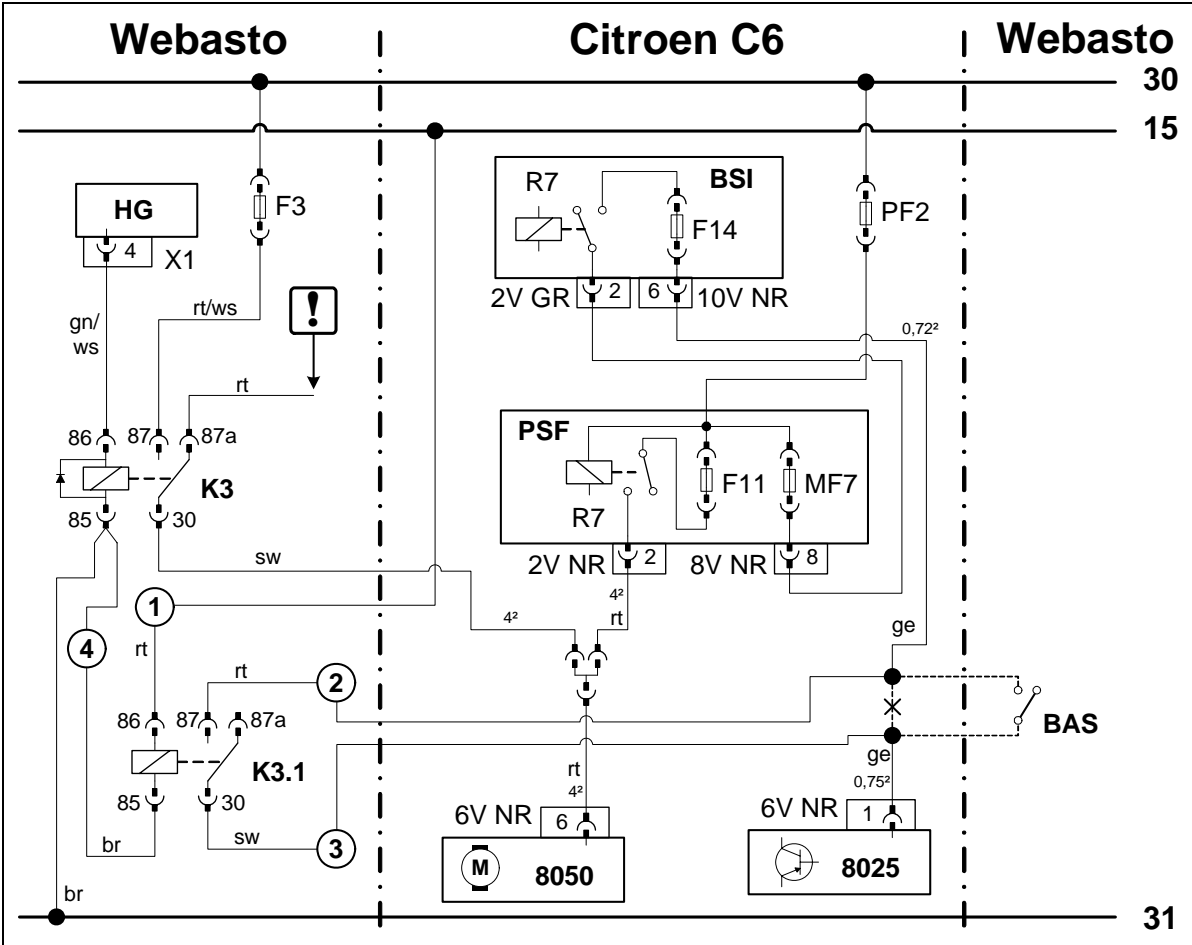 Webasto
Citroen C6
Webasto
30
15
HG
4
X1
F3
R7
BSI
F14
PF2
2V GR
2
6
10V NR
gn/
ws
rt/ws
!
0,72²
rt
86
87
87a
K3
85
30
PSF
R7
F11
MF7
2V NR
2
8V NR
8
sw
4²
4²
rt
1
4
rt
rt
2
ge
BAS
86
87
87a
K3.1
85
30
br
sw
3
rt
4²
ge
0,75²
6V NR
6
6V NR
1
M
8050
8025
br
31